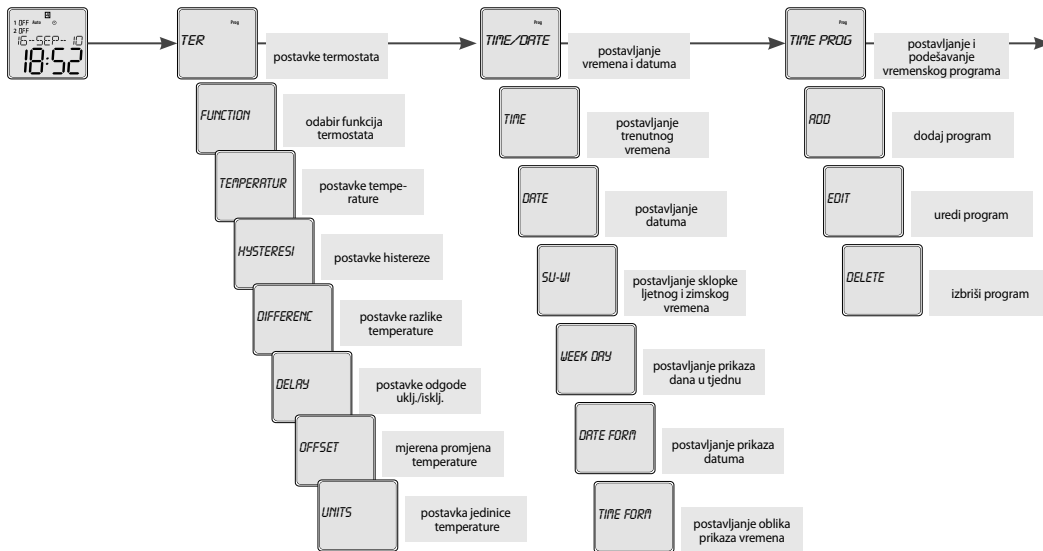 1 OFF Auto
2 OFF
16-SEP-10
18:52
Prog
TER
postavke termostata
FUNCTION
odabir funkcija
termostata
TEMPERATUR
postavke tempe-
rature
HYSTERESI
postavke histereze
DIFFERENC
postavke razlike
temperature
DELAY
postavke odgode
uklj./isklj.
OFFSET
mjerena promjena
temperature
UNITS
postavka jedinice
temperature
Prog
TIME/DATE
postavljanje
vremena i datuma
TIME
postavljanje
trenutnog
vremena
DATE
postavljanje
datuma
SU-WI
postavljanje sklopke
ljetnog i zimskog
vremena
WEEK DAY
postavljanje prikaza
dana u tjednu
DATE FORM
postavljanje prikaza
datuma
TIME FORM
postavljanje oblika
prikaza vremena
Prog
TIME PROG
postavljanje i
podešavanje
vremenskog programa
ADD
dodaj program
EDIT
uredi program
DELETE
izbriši program